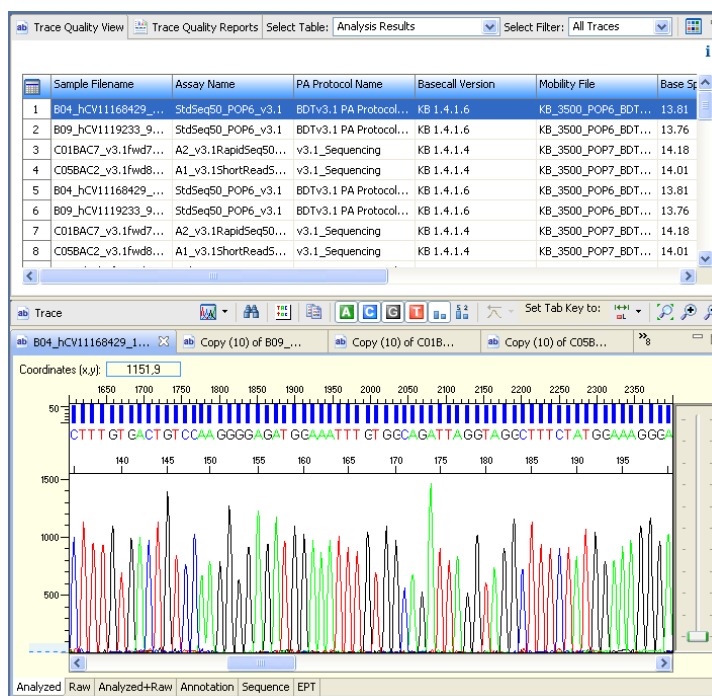 Trace Quality View Trace Quality Reports Select Table: Analysis Results Select Filter: All Traces
Sample Filename Assay Name PA Protocol Name Basecall Version Mobility File Base Sp
1 B04_hCV11168429_... StdSeq50_POP6_v3.1 BDTv3.1 PA Protocol... KB 1.4.1.6 KB_3500_POP6_BDT... 13.81
2 B09_hCV1119233_9... StdSeq50_POP6_v3.1 BDTv3.1 PA Protocol... KB 1.4.1.6 KB_3500_POP6_BDT... 13.76
3 C01BAC7_v3.1fwd7... A2_v3.1RapidSeq50... v3.1_Sequencing KB 1.4.1.4 KB_3500_POP7_BDT... 14.18
4 C05BAC2_v3.1fwd8... A1_v3.1ShortReadS... v3.1_Sequencing KB 1.4.1.4 KB_3500_POP7_BDT... 14.01
5 B04_hCV11168429_... StdSeq50_POP6_v3.1 BDTv3.1 PA Protocol... KB 1.4.1.6 KB_3500_POP6_BDT... 13.81
6 B09_hCV1119233_9... StdSeq50_POP6_v3.1 BDTv3.1 PA Protocol... KB 1.4.1.6 KB_3500_POP6_BDT... 13.76
7 C01BAC7_v3.1fwd7... A2_v3.1RapidSeq50... v3.1_Sequencing KB 1.4.1.4 KB_3500_POP7_BDT... 14.18
8 C05BAC2_v3.1fwd8... A1_v3.1ShortReadS... v3.1_Sequencing KB 1.4.1.4 KB_3500_POP7_BDT... 14.01
Trace A C G T Set Tab Key to:
B04_hCV11168429_1... Copy (10) of B09_... Copy (10) of C01B... Copy (10) of C05B... 8
Coordinates (x,y): 1151,9
1650 1700 1750 1800 1850 1900 1950 2000 2050 2100 2150 2200 2250 2300 2350
50
CTTTGTGACTGTCCAAGGGGAGATGGAAATTTGTGGCAGATTAGGTAGGCTTTCTATGGAAAGGGA
140 145 150 155 160 165 170 175 180 185 190 195
1500
1000
500
Analyzed Raw Analyzed+Raw Annotation Sequence EPT